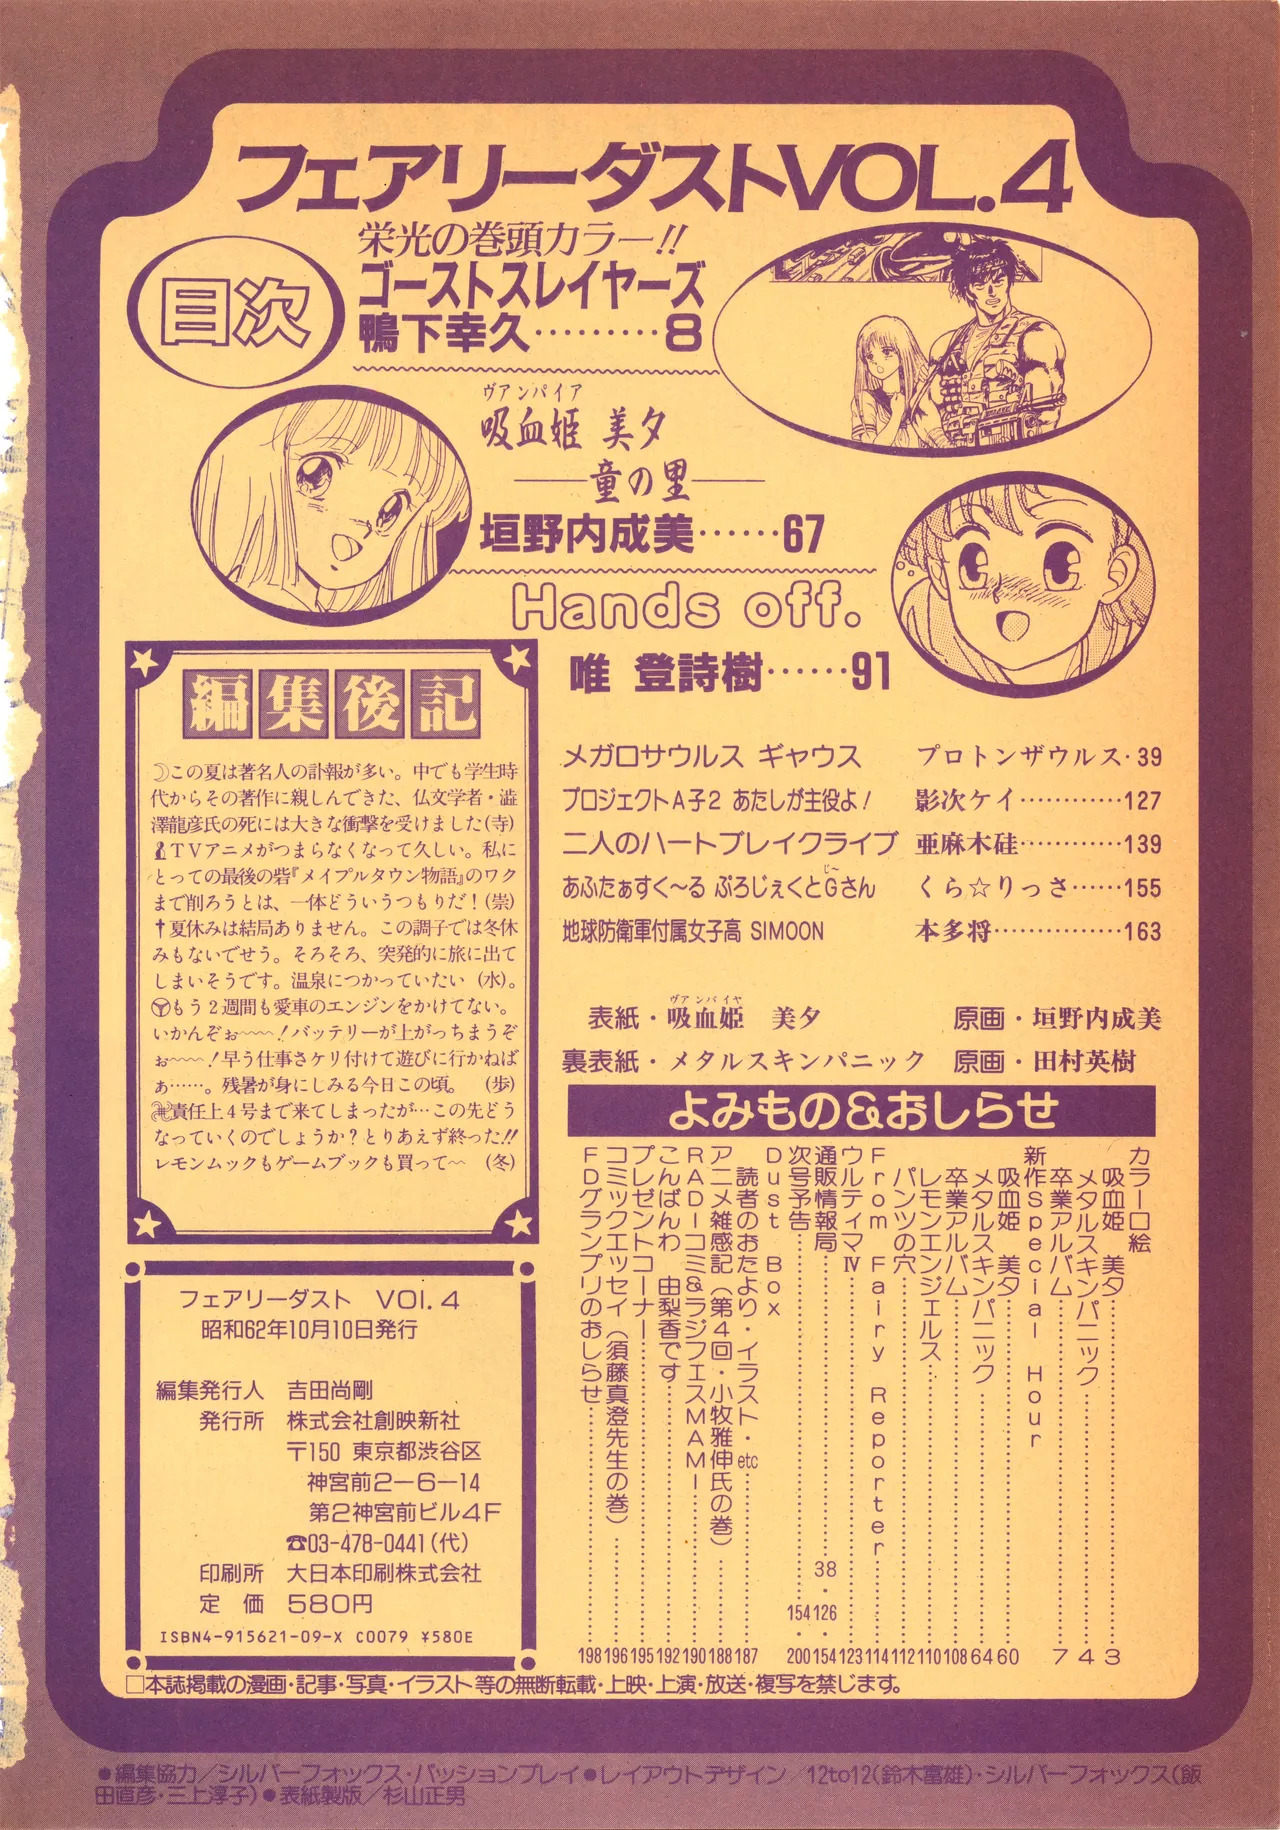 フェアリーダストVOL.4
目次
栄光の巻頭カラー!!
ゴーストスレイヤーズ
鴨下幸久………8
ヴァンパイア
吸血姫 美夕
――童の里――
垣野内成美……67
Hands off.
唯 登詩樹……91
メガロサウルス ギャウス プロトンザウルス・39
プロジェクトA子2 あたしが主役よ! 影次ケイ…………127
二人のハートブレイクライブ 亜麻木硅…………139
じ〜
あふたぁすく〜る ぷろじぇくとGさん くら☆りっさ……155
地球防衛軍付属女子高 SIMOON 本多将……………163
ヴァンパイヤ
表紙・吸血姫 美夕 原画・垣野内成美
裏表紙・メタルスキンパニック 原画・田村英樹
よみもの&おしらせ
カラー口絵
吸血姫 美夕……3
メタルスキンパニック……4
卒業アルバム……7
新作Special Hour
吸血姫 美夕……60
メタルスキンパニック……64
卒業アルバム……108
レモンエンジェルス……110
パンツの穴……112
From Fairy Reporter……114
ウルティマⅣ……123
通販情報局……38・126・154
次号予告……154・200
Dust Box
読者のおたより・イラスト・etc……187
アニメ雑感記(第4回・小牧雅伸氏の巻)……188
RADIーコミ&ラジフェスMAMI……190
こんばんわ 由梨香です……192
プレゼントコーナー……195
コミックエッセイ(須藤真澄先生の巻)……196
FDグランプリのおしらせ……198
編集後記
☽この夏は著名人の訃報が多い。中でも学生時
代からその著作に親しんできた、仏文学者・澁
澤龍彦氏の死には大きな衝撃を受けました(寺)
TVアニメがつまらなくなって久しい。私に
とっての最後の砦『メイプルタウン物語』のワク
まで削ろうとは、一体どういうつもりだ!(崇)
✝夏休みは結局ありません。この調子では冬休
みもないでせう。そろそろ、突発的に旅に出て
しまいそうです。温泉につかっていたい (水)。
もう2週間も愛車のエンジンをかけてない。
いかんぞぉ〜〜!バッテリーが上がっちまうぞ
ぉ〜〜!早う仕事さケリ付けて遊びに行かねば
ぁ……。残暑が身にしみる今日この頃。 (歩)
責任上4号まで来てしまったが…この先どう
なっていくのでしょうか?とりあえず終った!!
レモンムックもゲームブックも買って〜 (冬)
フェアリーダスト VOl.4
昭和62年10月10日発行
編集発行人 吉田尚剛
発行所 株式会社創映新社
〒150 東京都渋谷区
神宮前2−6−14
第2神宮前ビル4F
☎03-478-0441(代)
印刷所 大日本印刷株式会社
定 価 580円
ISBN4-915621-09-X C0079 ¥580E
□本誌掲載の漫画・記事・写真・イラスト等の無断転載・上映・上演・放送・複写を禁じます。
●編集協力/シルバーフォックス・パッションプレイ●レイアウトデザイン/12to12(鈴木富雄)・シルバーフォックス(飯
田直彦・三上淳子)●表紙製版/杉山正男